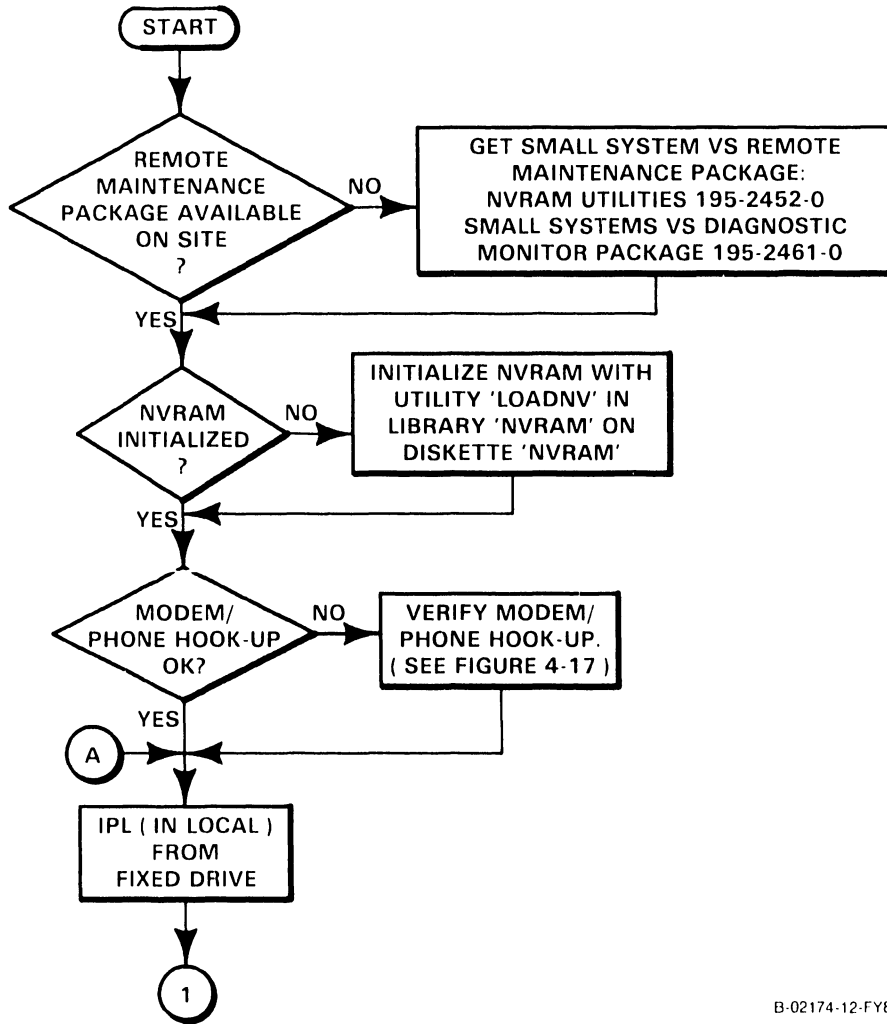 START
REMOTE
MAINTENANCE
PACKAGE AVAILABLE
ON SITE
?
NO
GET SMALL SYSTEM VS REMOTE
MAINTENANCE PACKAGE:
NVRAM UTILITIES 195-2452-0
SMALL SYSTEMS VS DIAGNOSTIC
MONITOR PACKAGE 195-2461-0
YES
NVRAM
INITIALIZED
?
NO
INITIALIZE NVRAM WITH
UTILITY 'LOADNV' IN
LIBRARY 'NVRAM' ON
DISKETTE 'NVRAM'
YES
MODEM/
PHONE HOOK-UP
OK?
NO
VERIFY MODEM/
PHONE HOOK-UP.
( SEE FIGURE 4-17 )
YES
A
IPL ( IN LOCAL )
FROM
FIXED DRIVE
1
B-02174-12-FY8